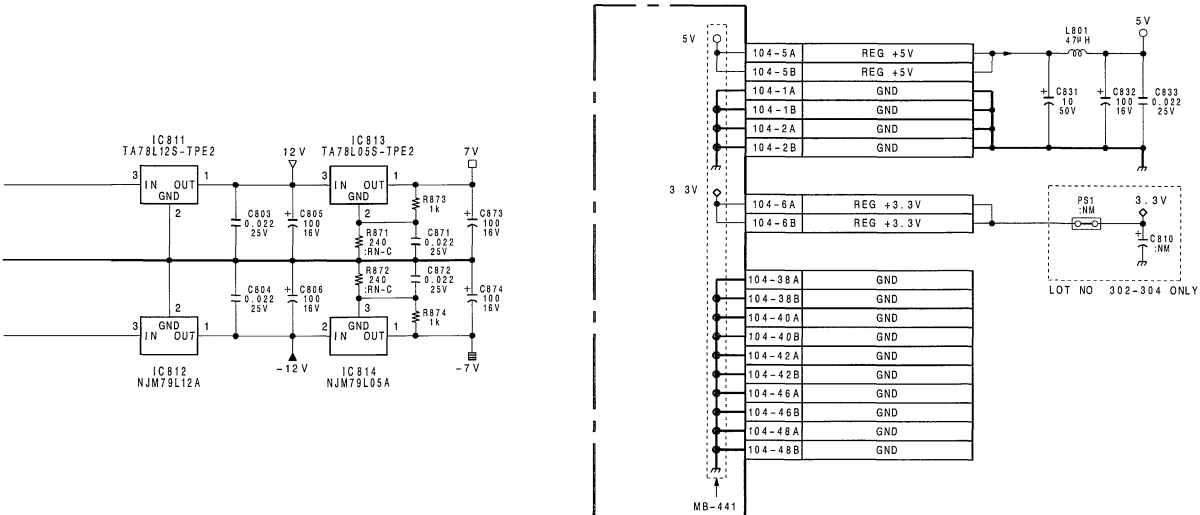 IC811
TA78L12S-TPE2
3 IN OUT 1
GND
2
12V
IC813
TA78L05S-TPE2
3 IN OUT 1
GND
2
7V
R873
1k
C803
0.022
25V
C805
100
16V
R871
240
:RN-C
C871
0.022
25V
C873
100
16V
C804
0.022
25V
C806
100
16V
R872
240
:RN-C
C872
0.022
25V
C874
100
16V
R874
1k
2
GND
3 IN OUT 1
IC812
NJM79L12A
-12V
3
GND
2 IN OUT 1
IC814
NJM79L05A
-7V
5V
104-5A REG +5V
104-5B REG +5V
104-1A GND
104-1B GND
104-2A GND
104-2B GND
3.3V
104-6A REG +3.3V
104-6B REG +3.3V
104-38A GND
104-38B GND
104-40A GND
104-40B GND
104-42A GND
104-42B GND
104-46A GND
104-46B GND
104-48A GND
104-48B GND
MB-441
L801
47μH
5V
C831
10
50V
C832
100
16V
C833
0.022
25V
PS1
:NM
3.3V
C810
:NM
LOT NO 302-304 ONLY